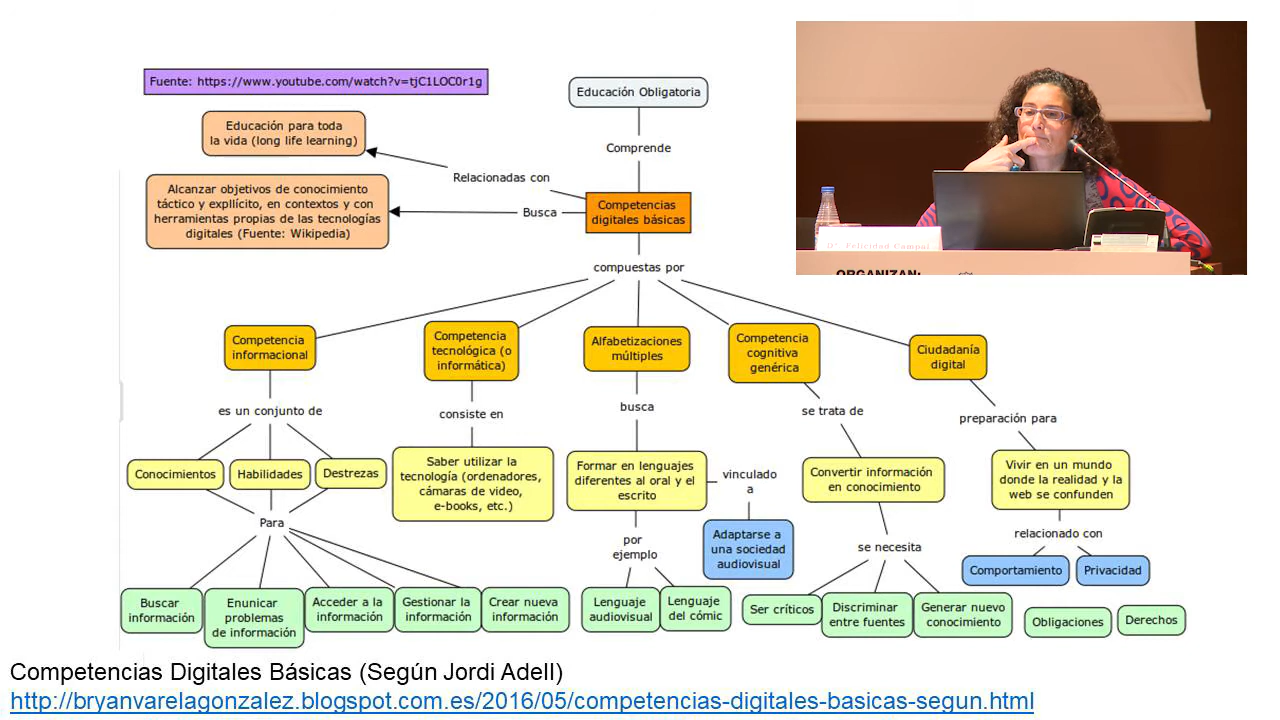 Fuente: https://www.youtube.com/watch?v=tjC1LOC0r1g
Educación Obligatoria
Educación para toda
la vida (long life learning)
Comprende
Relacionadas con
Alcanzar objetivos de conocimiento
táctico y expllícito, en contextos y con
herramientas propias de las tecnologías
digitales (Fuente: Wikipedia)
Busca
Competencias
digitales básicas
Dª. Felicidad Campal
ORGANIZAN:
compuestas por
Competencia
informacional
Competencia
tecnológica (o
informática)
Alfabetizaciones
múltiples
Competencia
cognitiva
genérica
Ciudadanía
digital
es un conjunto de
consiste en
busca
se trata de
preparación para
Conocimientos
Habilidades
Destrezas
Saber utilizar la
tecnología (ordenadores,
cámaras de video,
e-books, etc.)
Formar en lenguajes
diferentes al oral y el
escrito
vinculado
a
Convertir información
en conocimiento
Vivir en un mundo
donde la realidad y la
web se confunden
Para
por
ejemplo
Adaptarse a
una sociedad
audiovisual
se necesita
relacionado con
Comportamiento
Privacidad
Buscar
información
Enunicar
problemas
de información
Acceder a la
información
Gestionar la
información
Crear nueva
información
Lenguaje
audiovisual
Lenguaje
del cómic
Ser críticos
Discriminar
entre fuentes
Generar nuevo
conocimiento
Obligaciones
Derechos
Competencias Digitales Básicas (Según Jordi Adell)
http://bryanvarelagonzalez.blogspot.com.es/2016/05/competencias-digitales-basicas-segun.html